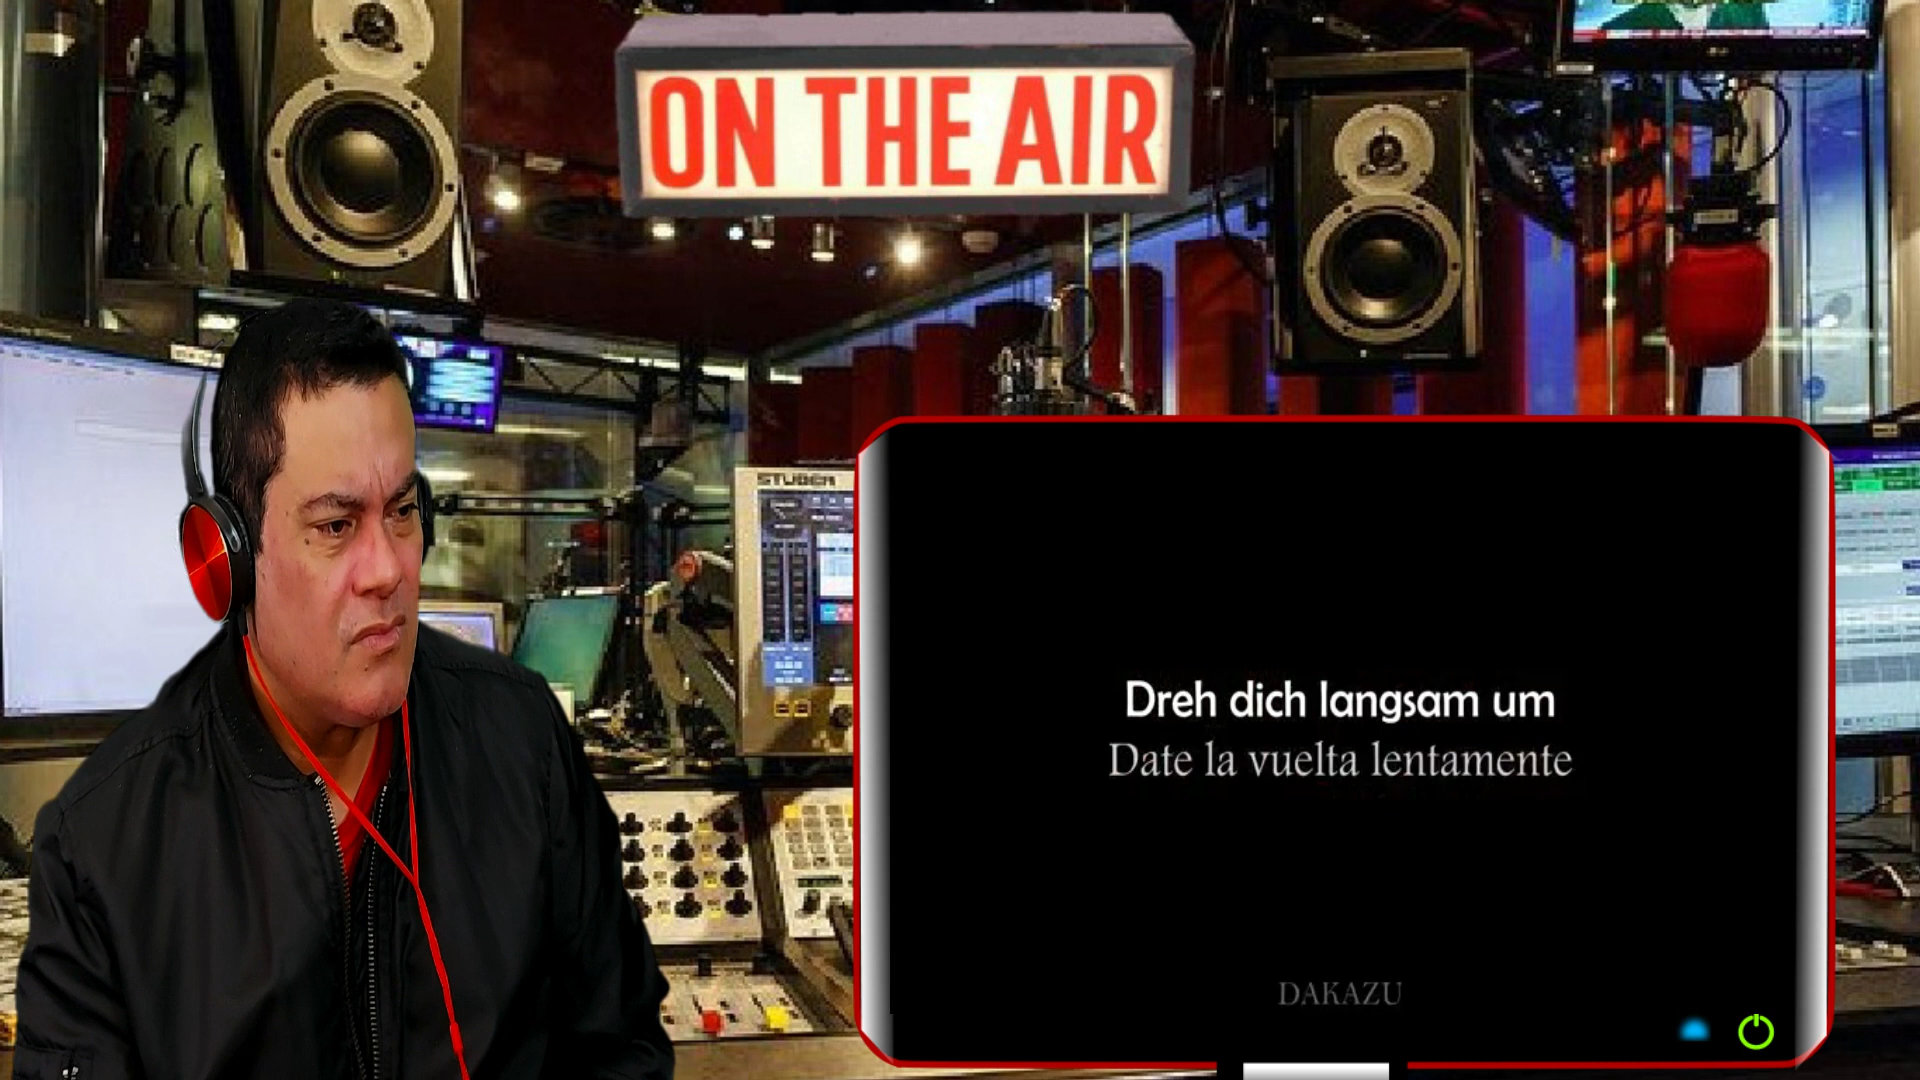 ON THE AIR
STUDER
Dreh dich langsam um
Date la vuelta lentamente
DAKAZU